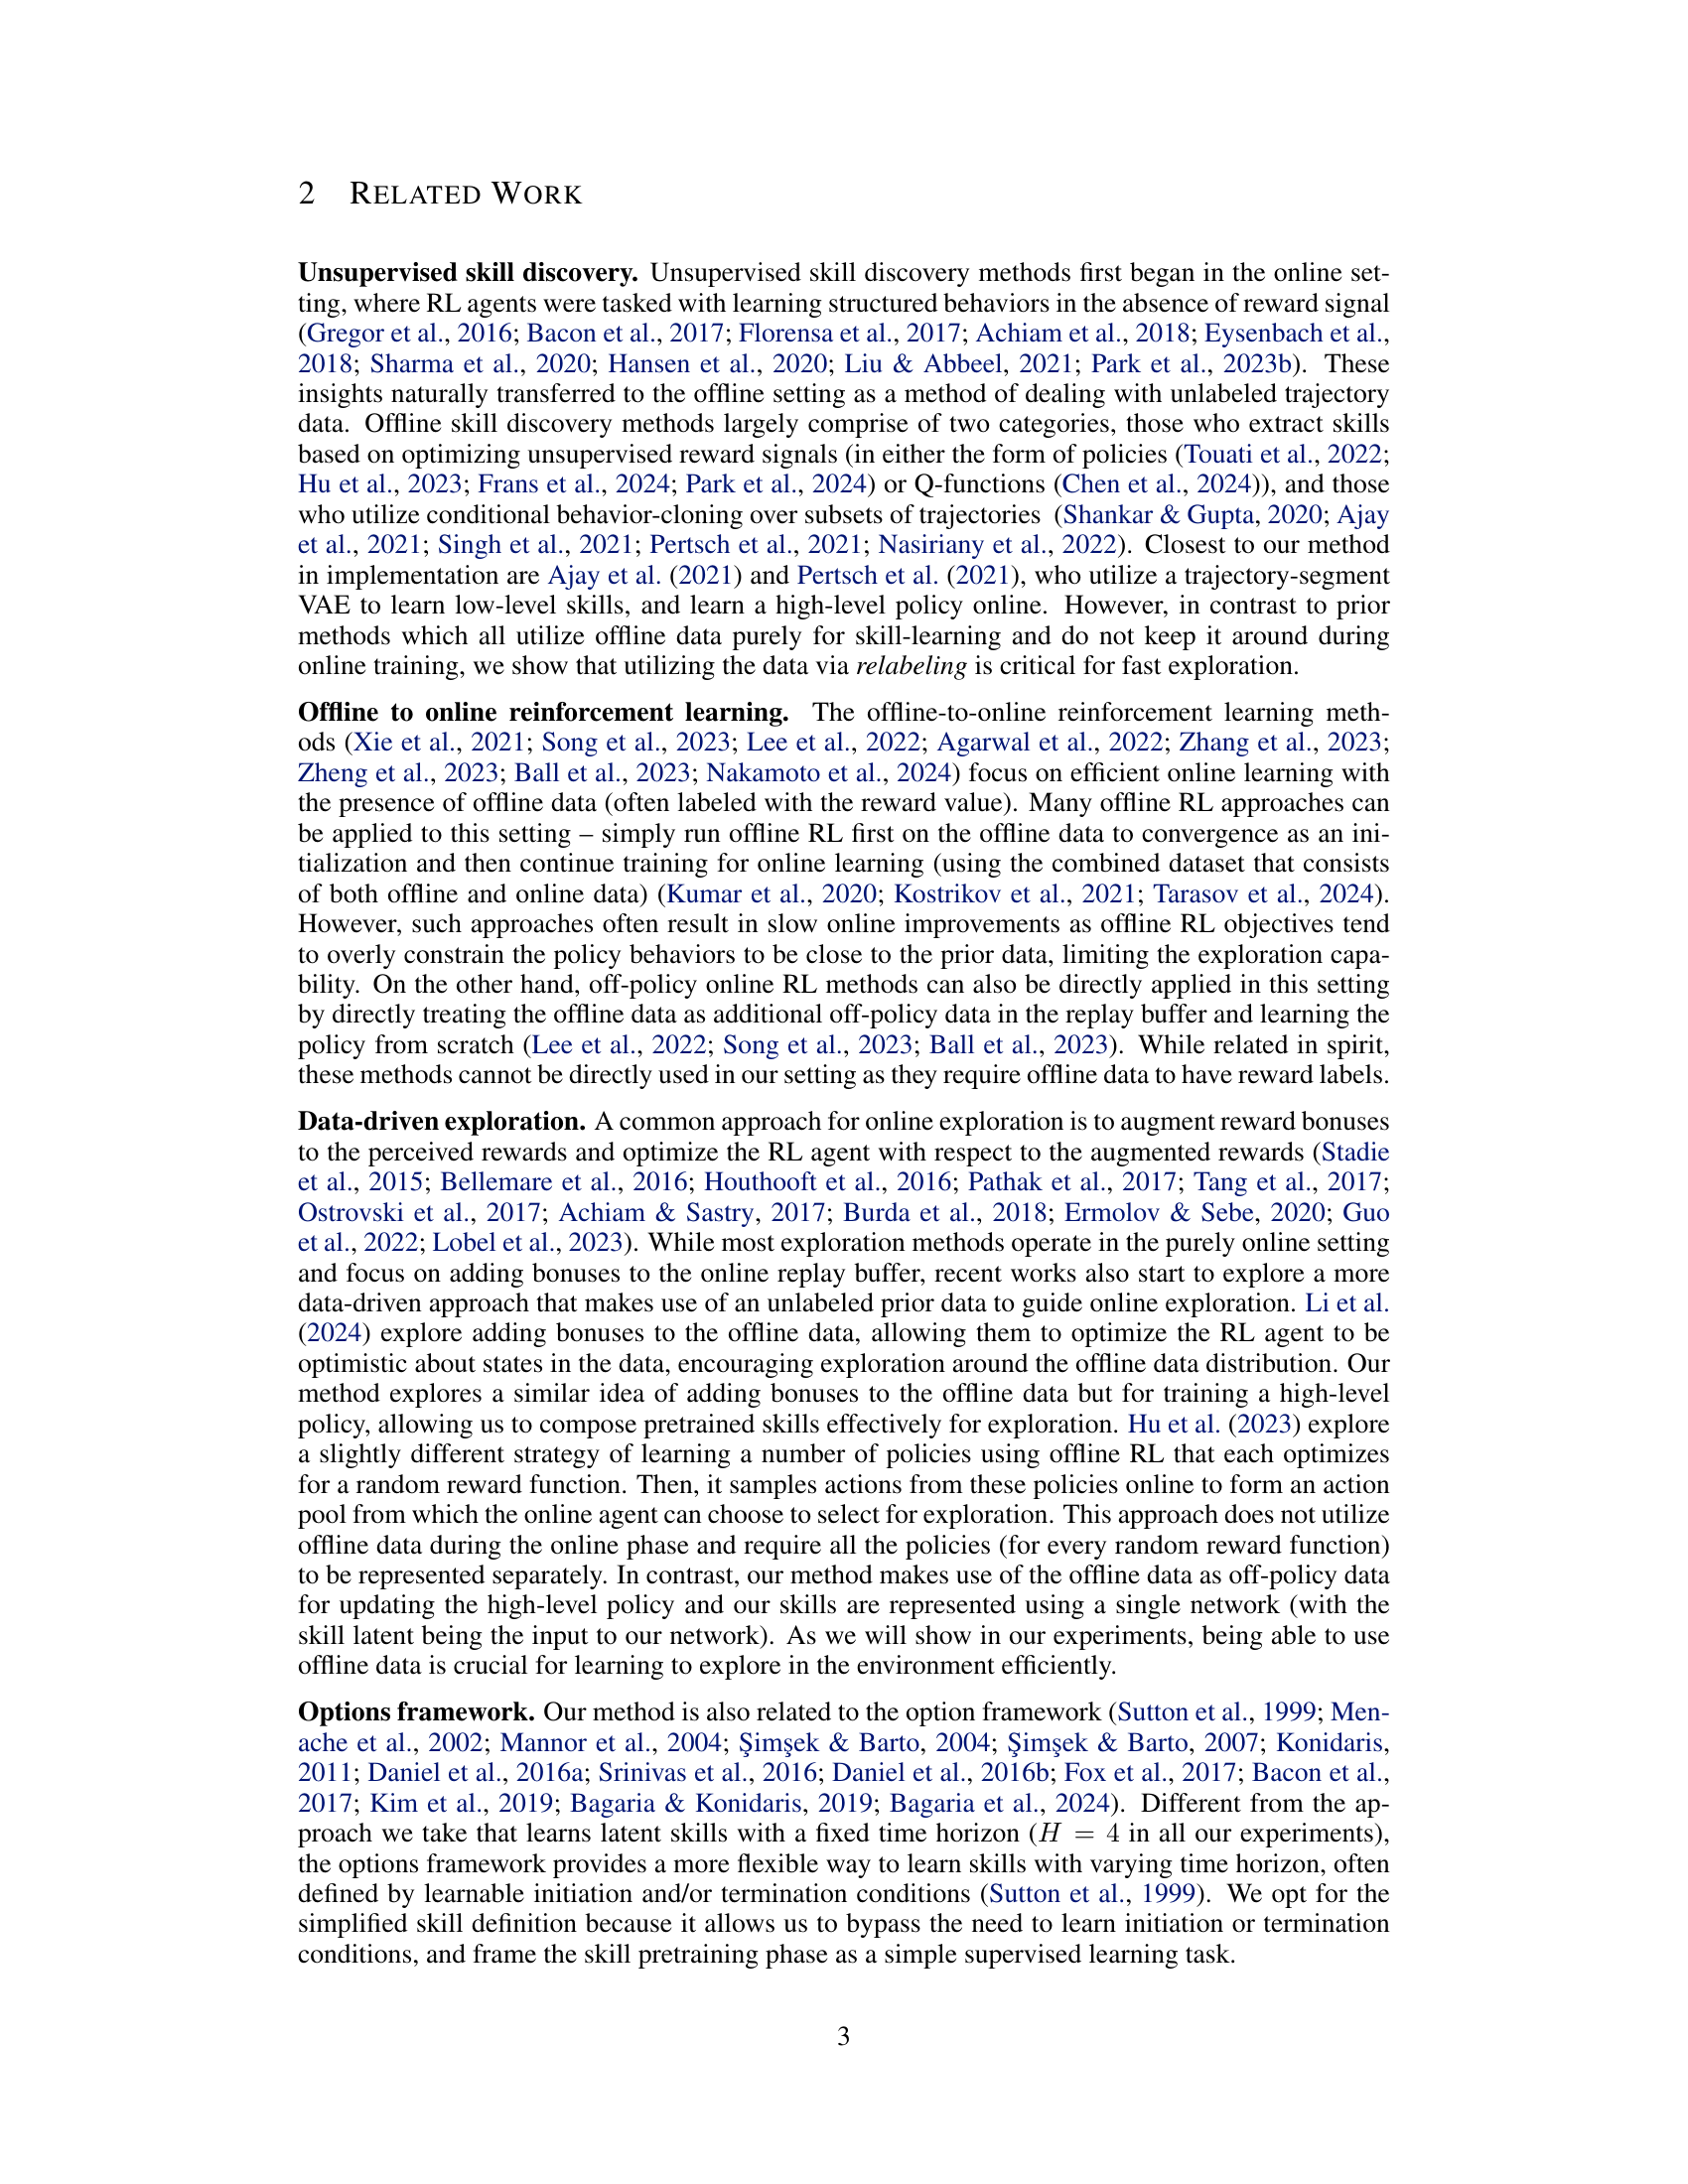 2 RELATED WORK
Unsupervised skill discovery. Unsupervised skill discovery methods first began in the online set-
ting, where RL agents were tasked with learning structured behaviors in the absence of reward signal
(Gregor et al., 2016; Bacon et al., 2017; Florensa et al., 2017; Achiam et al., 2018; Eysenbach et al.,
2018; Sharma et al., 2020; Hansen et al., 2020; Liu & Abbeel, 2021; Park et al., 2023b). These
insights naturally transferred to the offline setting as a method of dealing with unlabeled trajectory
data. Offline skill discovery methods largely comprise of two categories, those who extract skills
based on optimizing unsupervised reward signals (in either the form of policies (Touati et al., 2022;
Hu et al., 2023; Frans et al., 2024; Park et al., 2024) or Q-functions (Chen et al., 2024)), and those
who utilize conditional behavior-cloning over subsets of trajectories (Shankar & Gupta, 2020; Ajay
et al., 2021; Singh et al., 2021; Pertsch et al., 2021; Nasiriany et al., 2022). Closest to our method
in implementation are Ajay et al. (2021) and Pertsch et al. (2021), who utilize a trajectory-segment
VAE to learn low-level skills, and learn a high-level policy online. However, in contrast to prior
methods which all utilize offline data purely for skill-learning and do not keep it around during
online training, we show that utilizing the data via relabeling is critical for fast exploration.
Offline to online reinforcement learning. The offline-to-online reinforcement learning meth-
ods (Xie et al., 2021; Song et al., 2023; Lee et al., 2022; Agarwal et al., 2022; Zhang et al., 2023;
Zheng et al., 2023; Ball et al., 2023; Nakamoto et al., 2024) focus on efficient online learning with
the presence of offline data (often labeled with the reward value). Many offline RL approaches can
be applied to this setting – simply run offline RL first on the offline data to convergence as an ini-
tialization and then continue training for online learning (using the combined dataset that consists
of both offline and online data) (Kumar et al., 2020; Kostrikov et al., 2021; Tarasov et al., 2024).
However, such approaches often result in slow online improvements as offline RL objectives tend
to overly constrain the policy behaviors to be close to the prior data, limiting the exploration capa-
bility. On the other hand, off-policy online RL methods can also be directly applied in this setting
by directly treating the offline data as additional off-policy data in the replay buffer and learning the
policy from scratch (Lee et al., 2022; Song et al., 2023; Ball et al., 2023). While related in spirit,
these methods cannot be directly used in our setting as they require offline data to have reward labels.
Data-driven exploration. A common approach for online exploration is to augment reward bonuses
to the perceived rewards and optimize the RL agent with respect to the augmented rewards (Stadie
et al., 2015; Bellemare et al., 2016; Houthooft et al., 2016; Pathak et al., 2017; Tang et al., 2017;
Ostrovski et al., 2017; Achiam & Sastry, 2017; Burda et al., 2018; Ermolov & Sebe, 2020; Guo
et al., 2022; Lobel et al., 2023). While most exploration methods operate in the purely online setting
and focus on adding bonuses to the online replay buffer, recent works also start to explore a more
data-driven approach that makes use of an unlabeled prior data to guide online exploration. Li et al.
(2024) explore adding bonuses to the offline data, allowing them to optimize the RL agent to be
optimistic about states in the data, encouraging exploration around the offline data distribution. Our
method explores a similar idea of adding bonuses to the offline data but for training a high-level
policy, allowing us to compose pretrained skills effectively for exploration. Hu et al. (2023) explore
a slightly different strategy of learning a number of policies using offline RL that each optimizes
for a random reward function. Then, it samples actions from these policies online to form an action
pool from which the online agent can choose to select for exploration. This approach does not utilize
offline data during the online phase and require all the policies (for every random reward function)
to be represented separately. In contrast, our method makes use of the offline data as off-policy data
for updating the high-level policy and our skills are represented using a single network (with the
skill latent being the input to our network). As we will show in our experiments, being able to use
offline data is crucial for learning to explore in the environment efficiently.
Options framework. Our method is also related to the option framework (Sutton et al., 1999; Men-
ache et al., 2002; Mannor et al., 2004; Şimşek & Barto, 2004; Şimşek & Barto, 2007; Konidaris,
2011; Daniel et al., 2016a; Srinivas et al., 2016; Daniel et al., 2016b; Fox et al., 2017; Bacon et al.,
2017; Kim et al., 2019; Bagaria & Konidaris, 2019; Bagaria et al., 2024). Different from the ap-
proach we take that learns latent skills with a fixed time horizon (H = 4 in all our experiments),
the options framework provides a more flexible way to learn skills with varying time horizon, often
defined by learnable initiation and/or termination conditions (Sutton et al., 1999). We opt for the
simplified skill definition because it allows us to bypass the need to learn initiation or termination
conditions, and frame the skill pretraining phase as a simple supervised learning task.
3